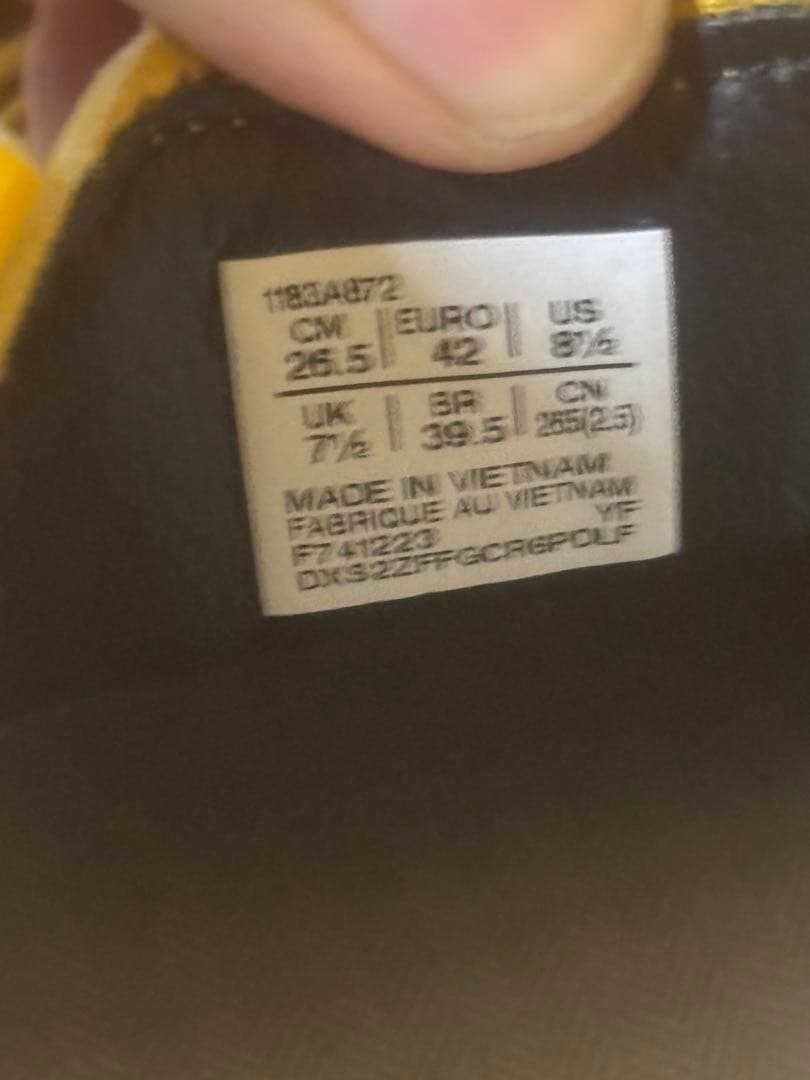 1183A872
CM EURO US
26.5 42 8½
UK BR CN
7½ 39.5 265(2.5)
MADE IN VIETNAM
FABRIQUE AU VIETNAM
F741223 YF
DXS2ZFFGCR6POLF